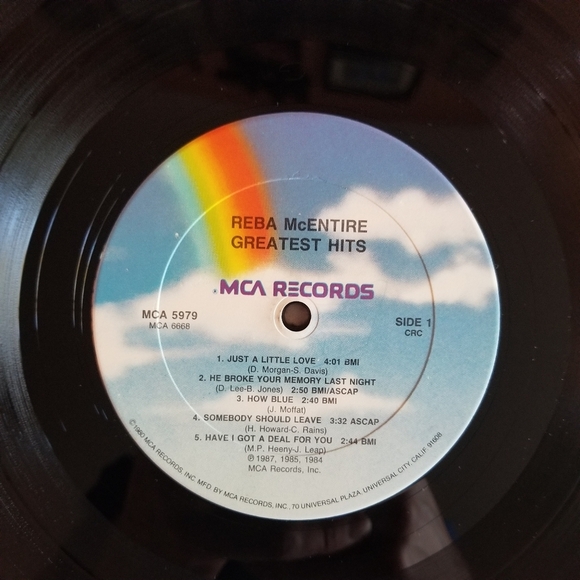 REBA McENTIRE
GREATEST HITS
MCA RECORDS
MCA 5979
MCA 6668
SIDE 1
CRC
1. JUST A LITTLE LOVE 4:01 BMI
(D. Morgan-S. Davis)
2. HE BROKE YOUR MEMORY LAST NIGHT
(D. Lee-B. Jones) 2:50 BMI/ASCAP
3. HOW BLUE 2:40 BMI
(J. Moffat)
4. SOMEBODY SHOULD LEAVE 3:32 ASCAP
(H. Howard-C. Rains)
5. HAVE I GOT A DEAL FOR YOU 2:44 BMI
(M.P. Heeny-J. Leap)
℗ 1987, 1985, 1984
MCA Records, Inc.
© 1980 MCA RECORDS, INC. MFD. BY MCA RECORDS, INC., 70 UNIVERSAL PLAZA, UNIVERSAL CITY, CALIF. 91608